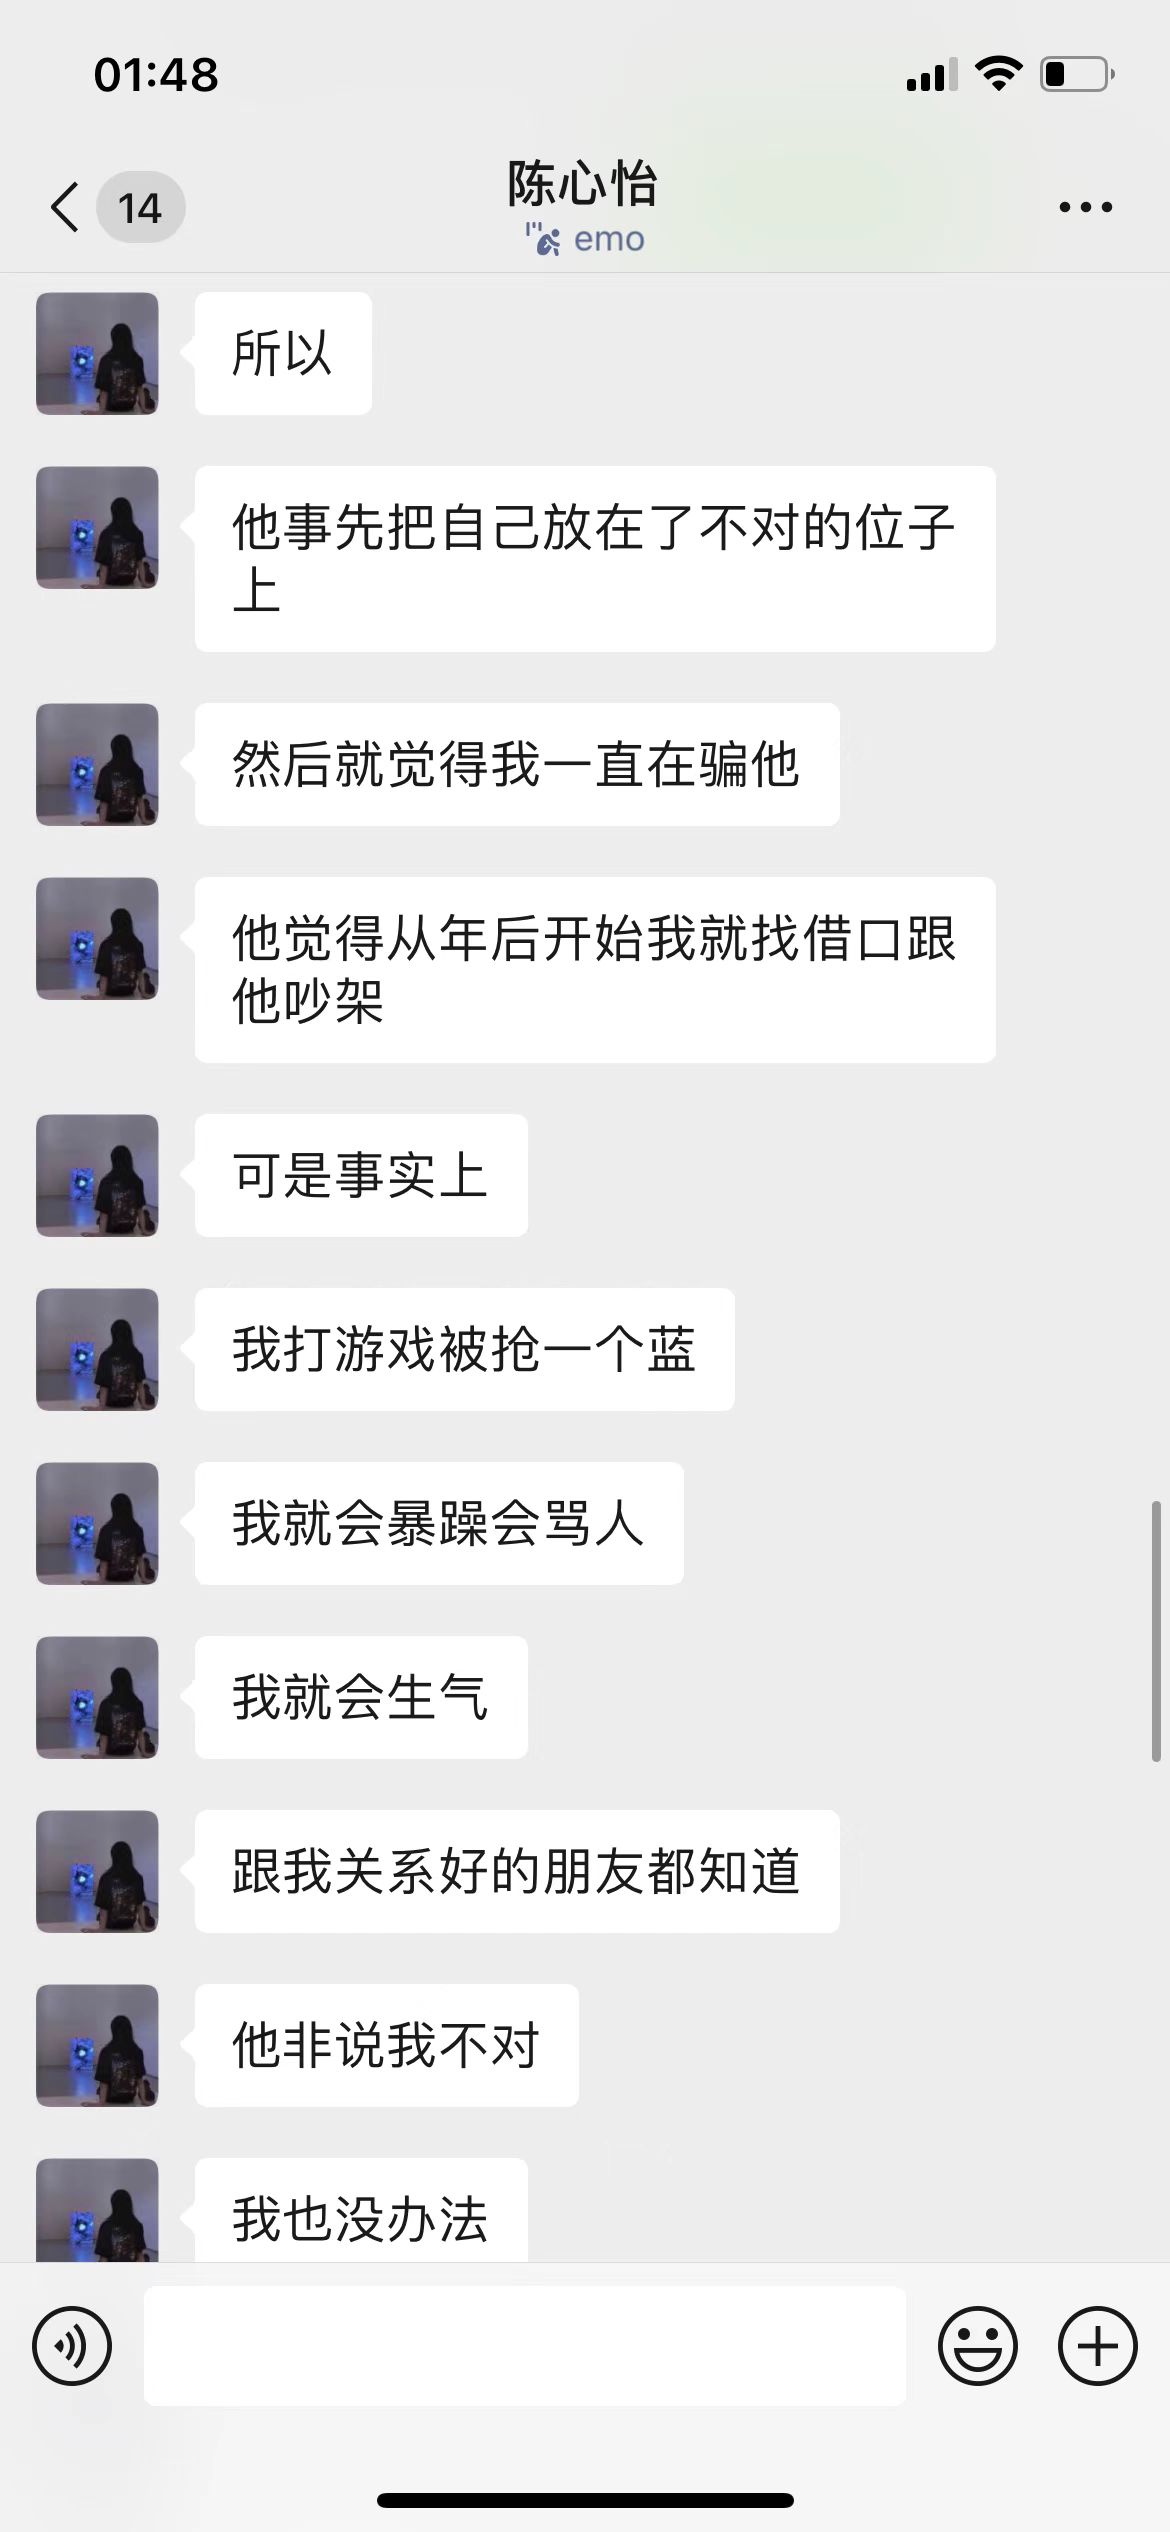 01:48
14
陈心怡
emo
所以
他事先把自己放在了不对的位子
上
然后就觉得我一直在骗他
他觉得从年后开始我就找借口跟
他吵架
可是事实上
我打游戏被抢一个蓝
我就会暴躁会骂人
我就会生气
跟我关系好的朋友都知道
他非说我不对
我也没办法